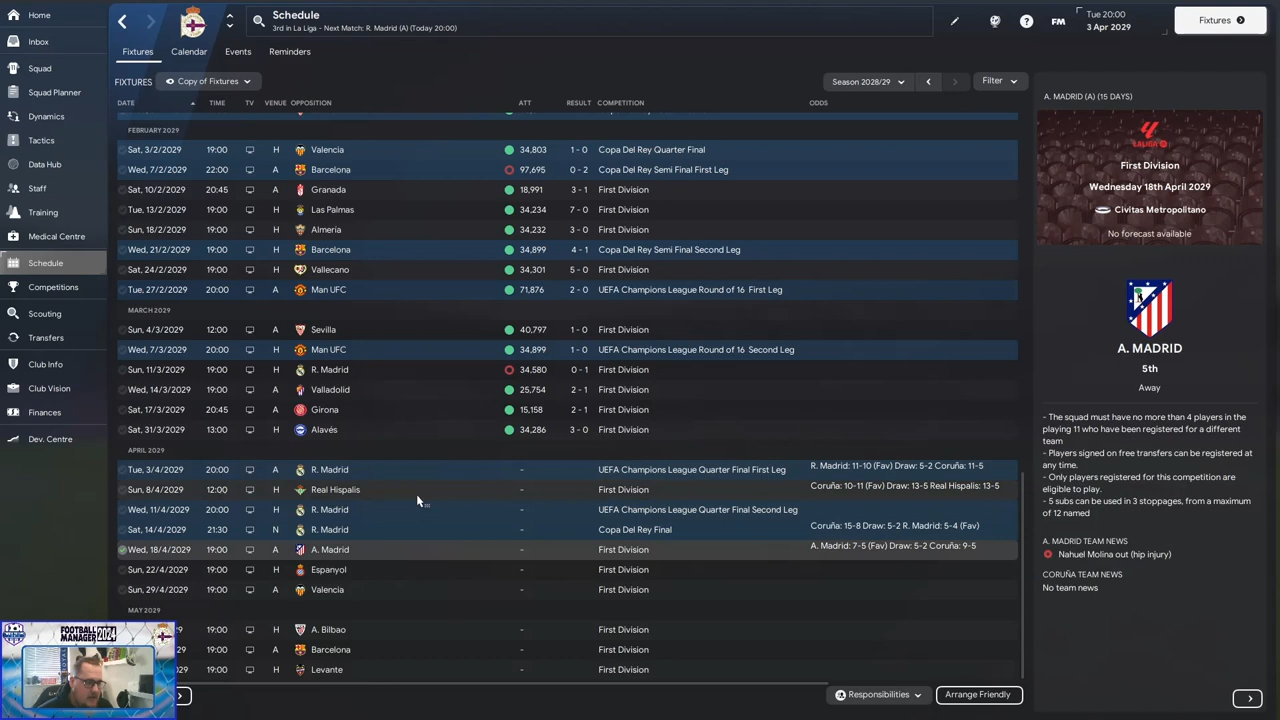 Home
Inbox
Squad
Squad Planner
Dynamics
Tactics
Data Hub
Staff
Training
Medical Centre
Schedule
Competitions
Scouting
Transfers
Club Info
Club Vision
Finances
Dev. Centre
Schedule
3rd in La Liga - Next Match: R. Madrid (A) (Today 20:00)
FM
Tue 20:00
3 Apr 2029
Fixtures
Fixtures Calendar Events Reminders
FIXTURES Copy of Fixtures Season 2028/29 Filter
DATE TIME TV VENUE OPPOSITION ATT RESULT COMPETITION ODDS
FEBRUARY 2029
Sat, 3/2/2029 19:00 H Valencia 34,803 1 - 0 Copa Del Rey Quarter Final
Wed, 7/2/2029 22:00 A Barcelona 97,695 0 - 2 Copa Del Rey Semi Final First Leg
Sat, 10/2/2029 20:45 A Granada 18,991 3 - 1 First Division
Tue, 13/2/2029 19:00 H Las Palmas 34,234 7 - 0 First Division
Sun, 18/2/2029 19:00 H Almería 34,232 3 - 0 First Division
Wed, 21/2/2029 19:00 H Barcelona 34,899 4 - 1 Copa Del Rey Semi Final Second Leg
Sat, 24/2/2029 19:00 H Vallecano 34,301 5 - 0 First Division
Tue, 27/2/2029 20:00 A Man UFC 71,876 2 - 0 UEFA Champions League Round of 16 First Leg
MARCH 2029
Sun, 4/3/2029 12:00 A Sevilla 40,797 1 - 0 First Division
Wed, 7/3/2029 20:00 H Man UFC 34,899 1 - 0 UEFA Champions League Round of 16 Second Leg
Sun, 11/3/2029 19:00 H R. Madrid 34,580 0 - 1 First Division
Wed, 14/3/2029 19:00 A Valladolid 25,754 2 - 1 First Division
Sat, 17/3/2029 20:45 A Girona 15,158 2 - 1 First Division
Sat, 31/3/2029 13:00 H Alavés 34,286 3 - 0 First Division
APRIL 2029
Tue, 3/4/2029 20:00 A R. Madrid - UEFA Champions League Quarter Final First Leg R. Madrid: 11-10 (Fav) Draw: 5-2 Coruña: 11-5
Sun, 8/4/2029 12:00 H Real Hispalis - First Division Coruña: 10-11 (Fav) Draw: 13-5 Real Hispalis: 13-5
Wed, 11/4/2029 20:00 H R. Madrid - UEFA Champions League Quarter Final Second Leg
Sat, 14/4/2029 21:30 N R. Madrid - Copa Del Rey Final Coruña: 15-8 Draw: 5-2 R. Madrid: 5-4 (Fav)
Wed, 18/4/2029 19:00 A A. Madrid - First Division A. Madrid: 7-5 (Fav) Draw: 5-2 Coruña: 9-5
Sun, 22/4/2029 19:00 H Espanyol - First Division
Sun, 29/4/2029 19:00 A Valencia - First Division
MAY 2029
19:00 H A. Bilbao - First Division
19:00 A Barcelona - First Division
19:00 H Levante - First Division
Responsibilities Arrange Friendly
A. MADRID (A) (15 DAYS)
LALIGA
First Division
Wednesday 18th April 2029
Civitas Metropolitano
No forecast available
A. MADRID
5th
Away
- The squad must have no more than 4 players in the
playing 11 who have been registered for a different
team
- Players signed on free transfers can be registered at
any time.
- Only players registered for this competition are
eligible to play.
- 5 subs can be used in 3 stoppages, from a maximum
of 12 named
A. MADRID TEAM NEWS
Nahuel Molina out (hip injury)
CORUÑA TEAM NEWS
No team news
FOOTBALL
MANAGER 2024